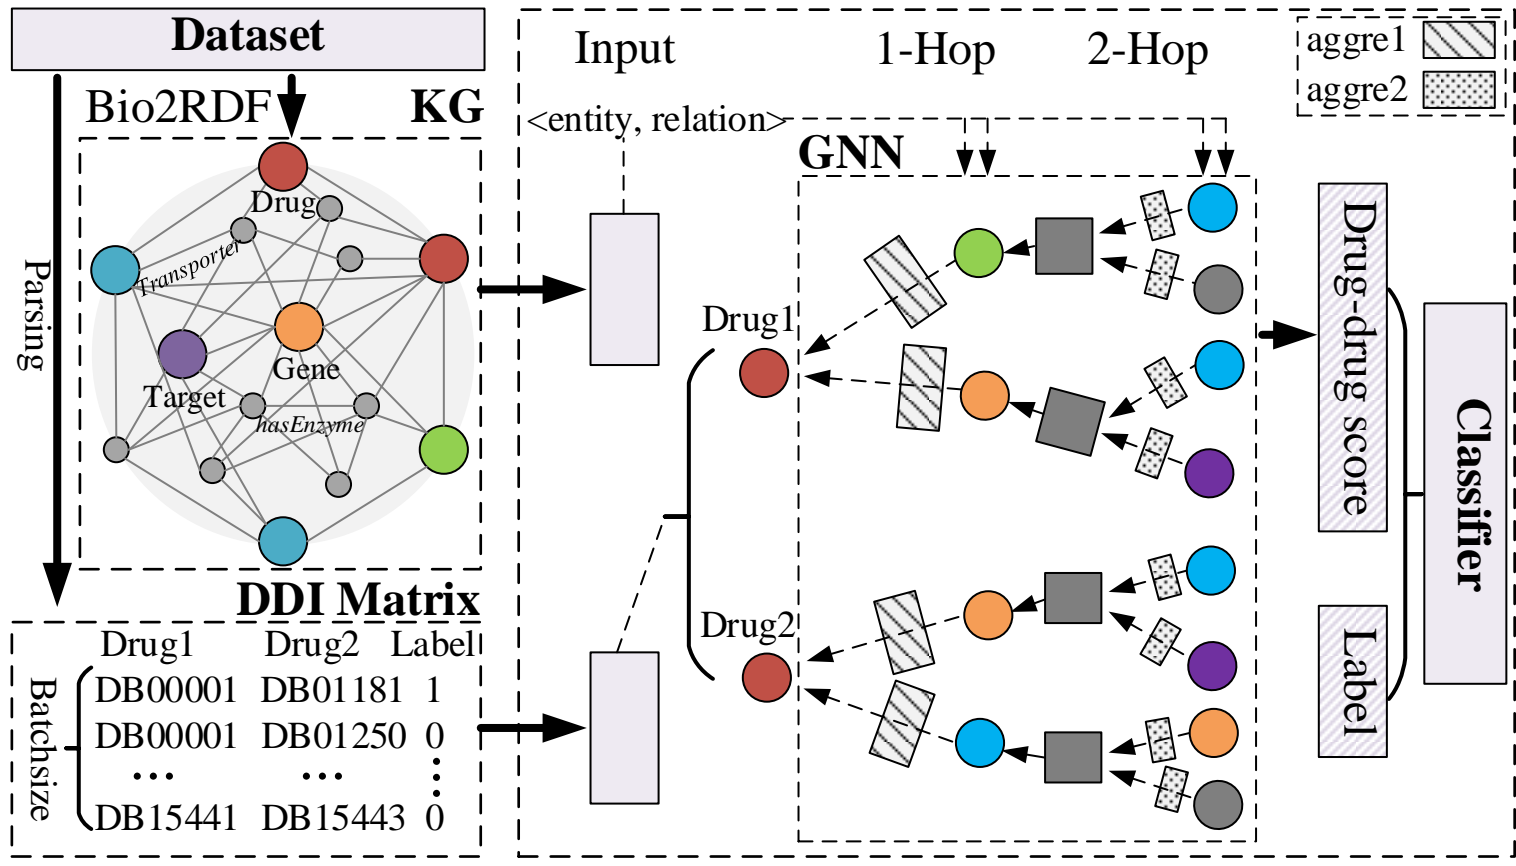 Dataset
Bio2RDF
KG
Parsing
Drug
Transporter
Gene
Target
hasEnzyme
DDI Matrix
Drug1 Drug2 Label
Batchsize
DB00001 DB01181 1
DB00001 DB01250 0
... ...
DB15441 DB15443 0
Input
1-Hop
2-Hop
aggre1
aggre2
<entity, relation>
GNN
Drug1
Drug2
Drug-drug score
Label
Classifier